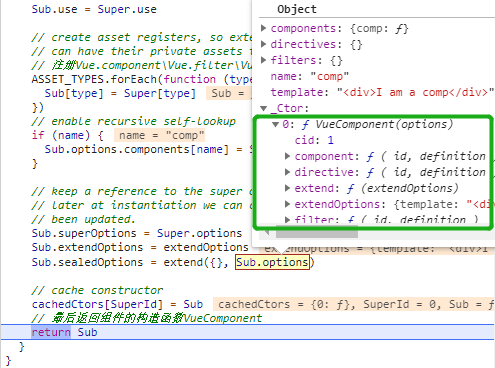 Sub.use = Super.use
// create asset registers, so exten
// can have their private assets
// 注册Vue.component\Vue.filter\Vu
ASSET_TYPES.forEach(function (type
Sub[type] = Super[type] Sub = ƒ
})
// enable recursive self-lookup
if (name) { name = "comp"
Sub.options.components[name] = S
}
// keep a reference to the super o
// later at instantiation we can c
// been updated.
Sub.superOptions = Super.options
Sub.extendOptions = extendOptions extendOptions = {template: "<div>I
Sub.sealedOptions = extend({}, Sub.options)
// cache constructor
cachedCtors[SuperId] = Sub cachedCtors = {0: ƒ}, SuperId = 0, Sub = ƒ
// 最后返回组件的构造函数VueComponent
return Sub
}
}
Object
components: {comp: ƒ}
directives: {}
filters: {}
name: "comp"
template: "<div>I am a comp</div>"
_Ctor:
0: ƒ VueComponent(options)
cid: 1
component: ƒ ( id, definition ,
directive: ƒ ( id, definition ,
extend: ƒ (extendOptions)
extendOptions: {template: "<d
filter: ƒ ( id, definition )